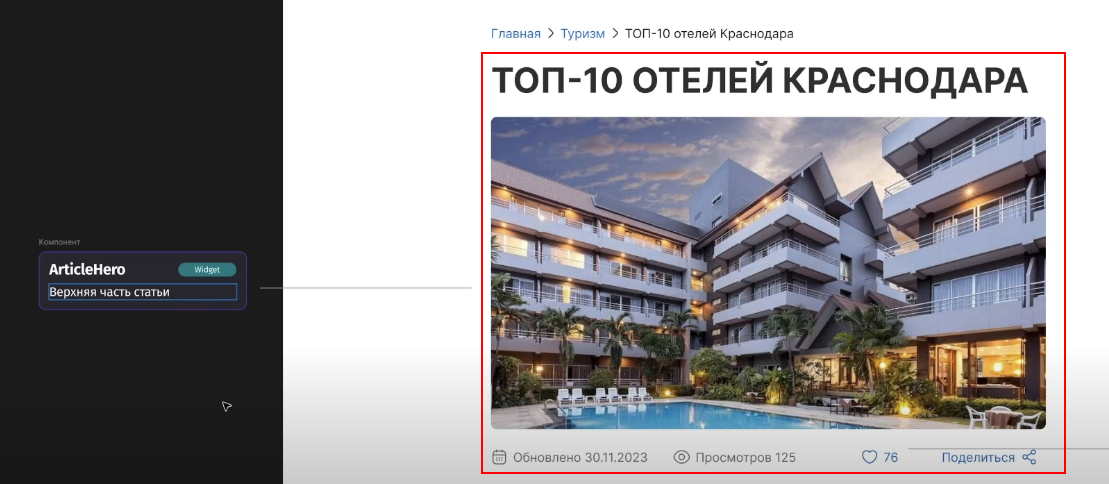 Главная > Туризм > ТОП-10 отелей Краснодара
ТОП-10 ОТЕЛЕЙ КРАСНОДАРА
Компонент
ArticleHero Widget
Верхняя часть статьи
Обновлено 30.11.2023 Просмотров 125 76 Поделиться